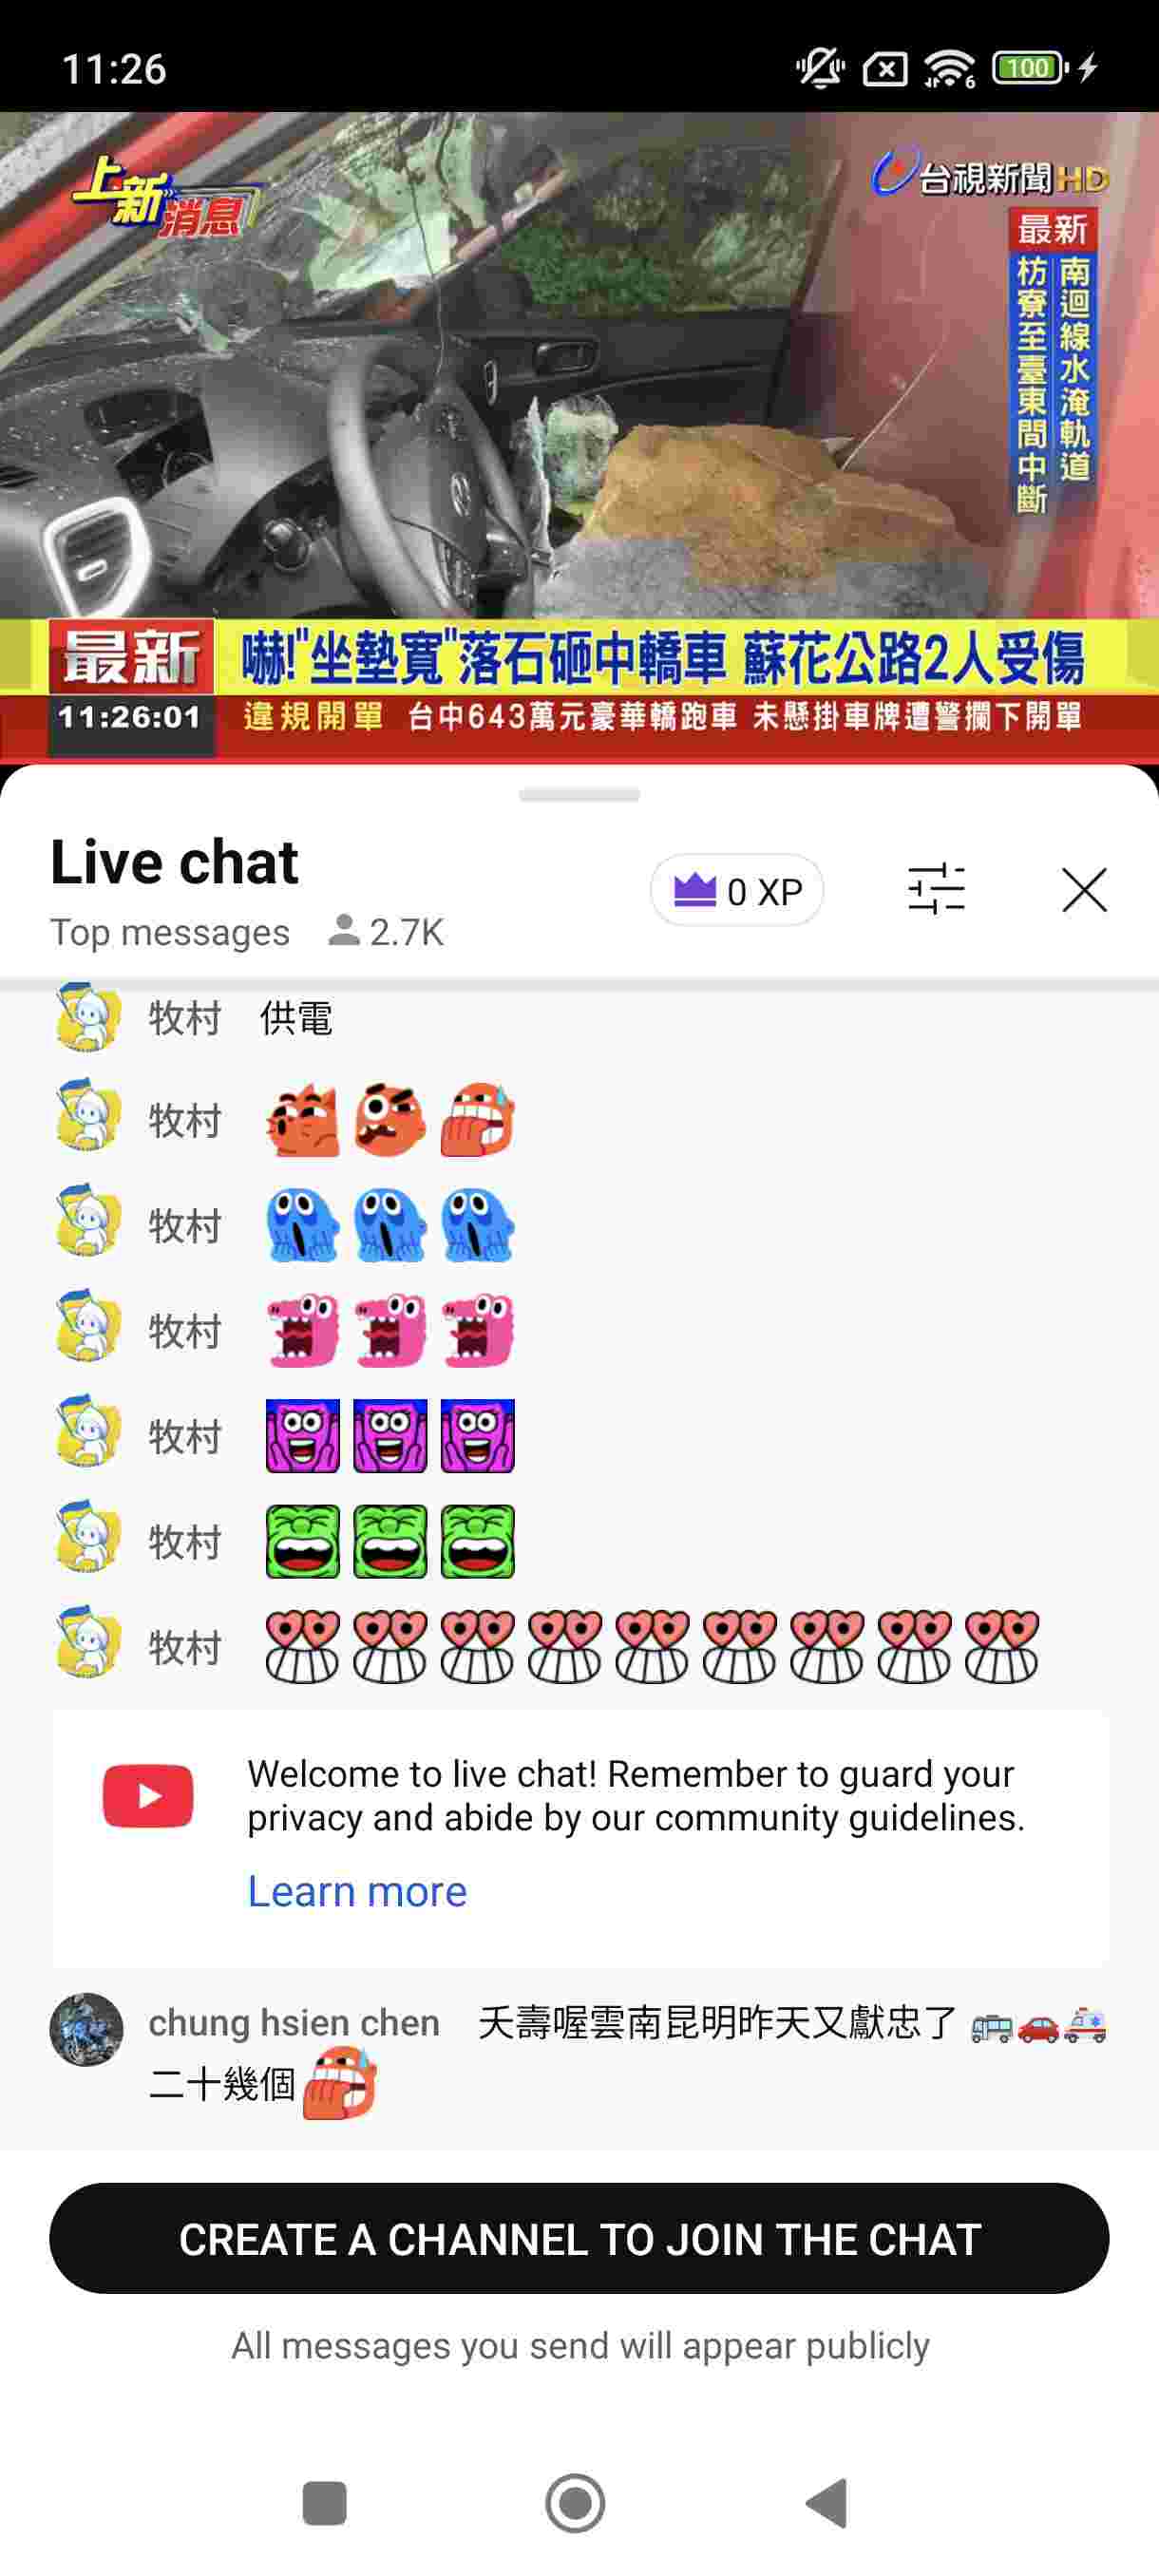 11:26
100
上新消息
台視新聞HD
最新
南迴線水淹軌道
枋寮至臺東間中斷
最新
嚇!"坐墊寬"落石砸中轎車 蘇花公路2人受傷
11:26:01
違規開單 台中643萬元豪華轎跑車 未懸掛車牌遭警攔下開單
Live chat
Top messages 2.7K
0 XP
牧村 供電
牧村
牧村
牧村
牧村
牧村
牧村
Welcome to live chat! Remember to guard your
privacy and abide by our community guidelines.
Learn more
chung hsien chen 夭壽喔雲南昆明昨天又獻忠了
二十幾個
CREATE A CHANNEL TO JOIN THE CHAT
All messages you send will appear publicly